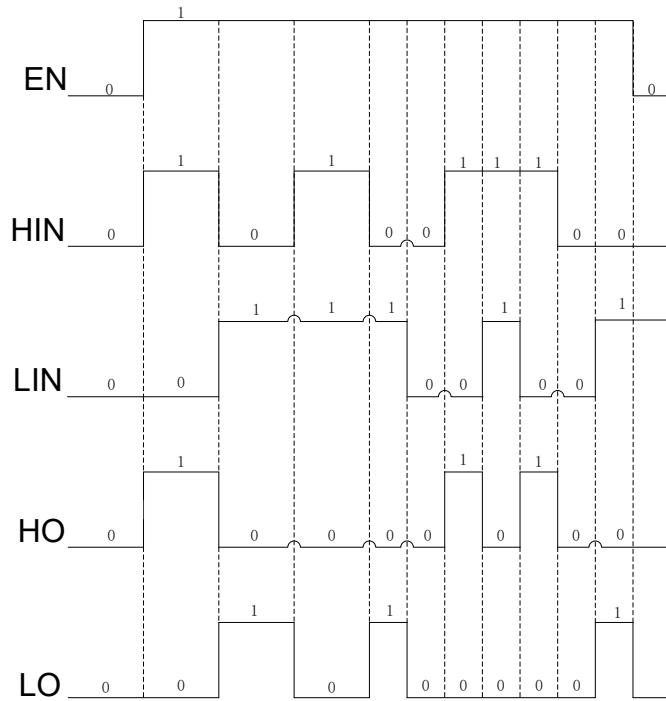 1
EN 0 0
1 1 1 1 1
HIN 0 0 0 0 0 0
1 1 1 1 1
LIN 0 0 0 0 0 0
1 1 1
HO 0 0 0 0 0 0 0 0
1 1 1
LO 0 0 0 0 0 0 0 0